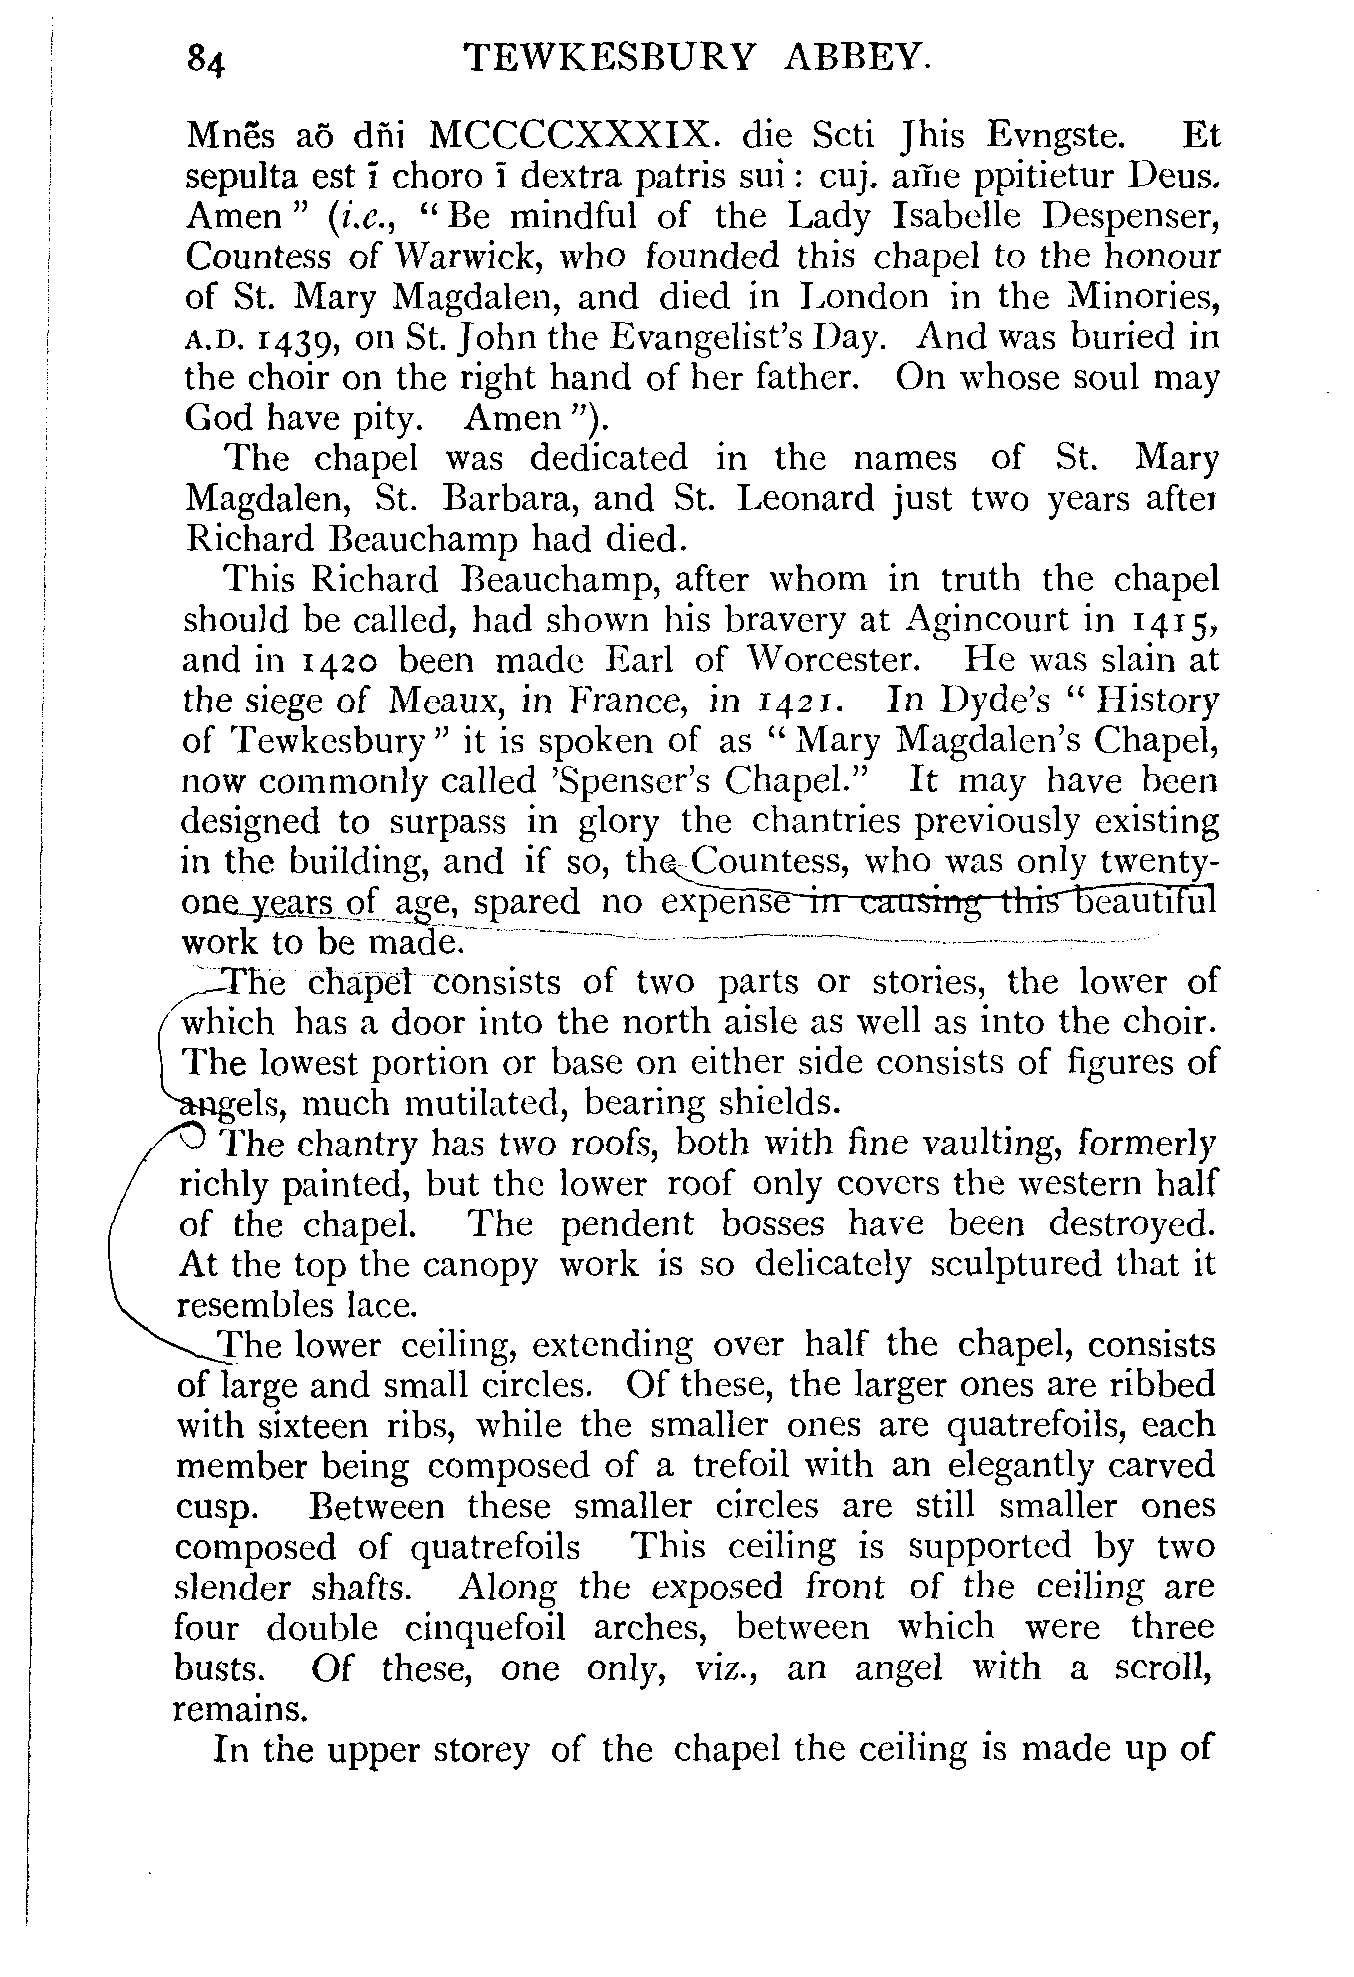 84 TEWKESBURY ABBEY.
Mnẽs aõ dñi MCCCCXXXIX. die Scti Jhis Evngste. Et
sepulta est ī choro ī dextra patris sui : cuj. am̃e ppitietur Deus.
Amen " (i.e., " Be mindful of the Lady Isabelle Despenser,
Countess of Warwick, who founded this chapel to the honour
of St. Mary Magdalen, and died in London in the Minories,
A.D. 1439, on St. John the Evangelist's Day. And was buried in
the choir on the right hand of her father. On whose soul may
God have pity. Amen ").
The chapel was dedicated in the names of St. Mary
Magdalen, St. Barbara, and St. Leonard just two years after
Richard Beauchamp had died.
This Richard Beauchamp, after whom in truth the chapel
should be called, had shown his bravery at Agincourt in 1415,
and in 1420 been made Earl of Worcester. He was slain at
the siege of Meaux, in France, in 1421. In Dyde's " History
of Tewkesbury " it is spoken of as " Mary Magdalen's Chapel,
now commonly called 'Spenser's Chapel." It may have been
designed to surpass in glory the chantries previously existing
in the building, and if so, the Countess, who was only twenty-
one years of age, spared no expense in causing this beautiful
work to be made.
The chapel consists of two parts or stories, the lower of
which has a door into the north aisle as well as into the choir.
The lowest portion or base on either side consists of figures of
angels, much mutilated, bearing shields.
The chantry has two roofs, both with fine vaulting, formerly
richly painted, but the lower roof only covers the western half
of the chapel. The pendent bosses have been destroyed.
At the top the canopy work is so delicately sculptured that it
resembles lace.
The lower ceiling, extending over half the chapel, consists
of large and small circles. Of these, the larger ones are ribbed
with sixteen ribs, while the smaller ones are quatrefoils, each
member being composed of a trefoil with an elegantly carved
cusp. Between these smaller circles are still smaller ones
composed of quatrefoils This ceiling is supported by two
slender shafts. Along the exposed front of the ceiling are
four double cinquefoil arches, between which were three
busts. Of these, one only, viz., an angel with a scroll,
remains.
In the upper storey of the chapel the ceiling is made up of